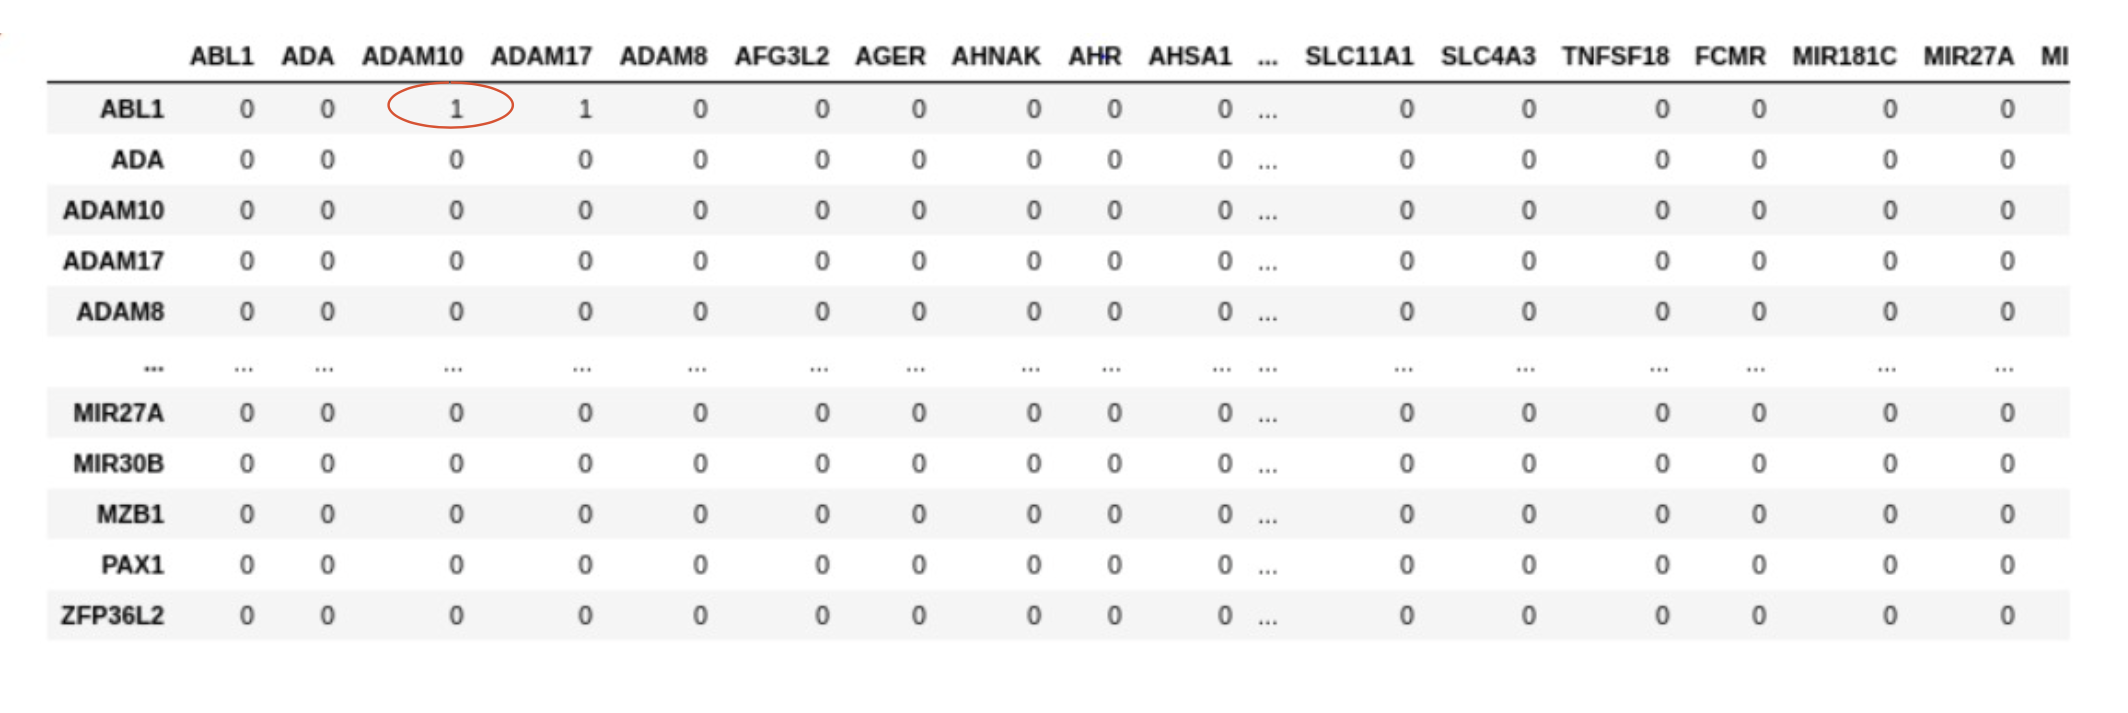 ABL1 ADA ADAM10 ADAM17 ADAM8 AFG3L2 AGER AHNAK AHR AHSA1 ... SLC11A1 SLC4A3 TNFSF18 FCMR MIR181C MIR27A MI
ABL1 0 0 1 1 0 0 0 0 0 0 ... 0 0 0 0 0 0
ADA 0 0 0 0 0 0 0 0 0 0 ... 0 0 0 0 0 0
ADAM10 0 0 0 0 0 0 0 0 0 0 ... 0 0 0 0 0 0
ADAM17 0 0 0 0 0 0 0 0 0 0 ... 0 0 0 0 0 0
ADAM8 0 0 0 0 0 0 0 0 0 0 ... 0 0 0 0 0 0
... ... ... ... ... ... ... ... ... ... ... ... ... ... ... ... ... ...
MIR27A 0 0 0 0 0 0 0 0 0 0 ... 0 0 0 0 0 0
MIR30B 0 0 0 0 0 0 0 0 0 0 ... 0 0 0 0 0 0
MZB1 0 0 0 0 0 0 0 0 0 0 ... 0 0 0 0 0 0
PAX1 0 0 0 0 0 0 0 0 0 0 ... 0 0 0 0 0 0
ZFP36L2 0 0 0 0 0 0 0 0 0 0 ... 0 0 0 0 0 0